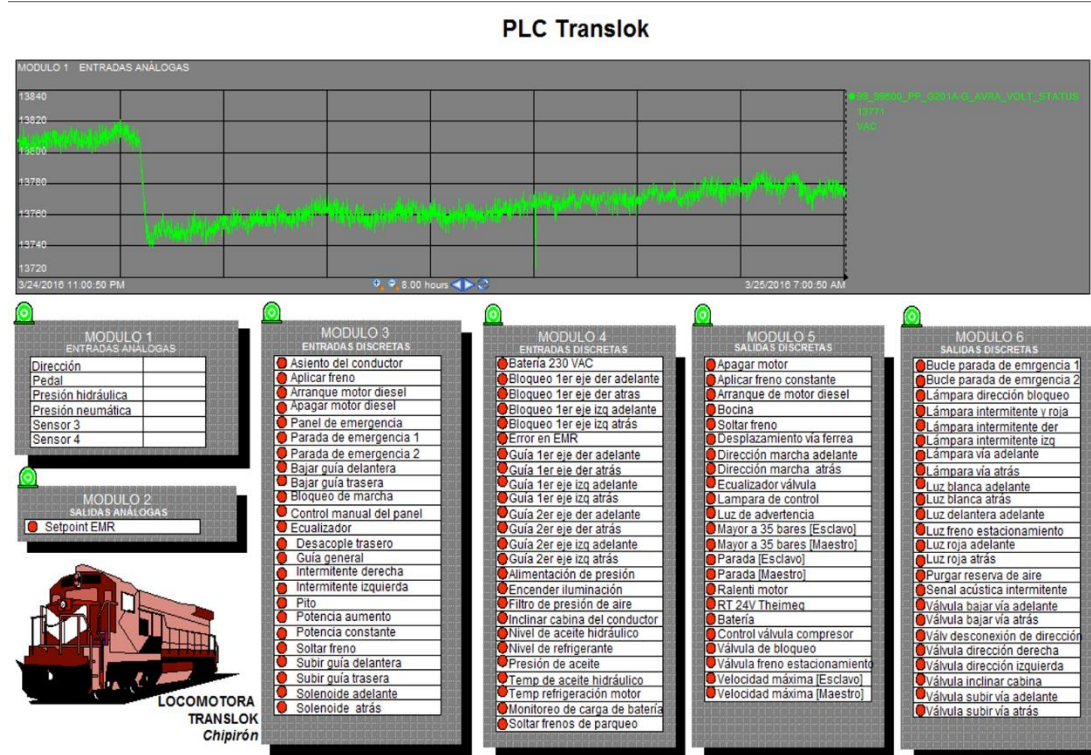 PLC Translok
MODULO 1 ENTRADAS ANÁLOGAS
13840
13820
13800
13780
13760
13740
13720
3/24/2016 11:00:50 PM
8.00 hours
3/25/2016 7:00:50 AM
13771
VAC
MODULO 1
ENTRADAS ANÁLOGAS
Dirección
Pedal
Presión hidráulica
Presión neumática
Sensor 3
Sensor 4
MODULO 2
SALIDAS ANÁLOGAS
Setpoint EMR
LOCOMOTORA
TRANSLOK
Chipirón
MODULO 3
ENTRADAS DISCRETAS
Asiento del conductor
Aplicar freno
Arranque motor diesel
Apagar motor diesel
Panel de emergencia
Parada de emergencia 1
Parada de emergencia 2
Bajar guía delantera
Bajar guía trasera
Bloqueo de marcha
Control manual del panel
Ecualizador
Desacople trasero
Guía general
Intermitente derecha
Intermitente izquierda
Pito
Potencia aumento
Potencia constante
Soltar freno
Subir guía delantera
Subir guía trasera
Solenoide adelante
Solenoide atrás
MODULO 4
ENTRADAS DISCRETAS
Batería 230 VAC
Bloqueo 1er eje der adelante
Bloqueo 1er eje der atras
Bloqueo 1er eje izq adelante
Bloqueo 1er eje izq atrás
Error en EMR
Guía 1er eje der adelante
Guía 1er eje der atrás
Guía 1er eje izq adelante
Guía 1er eje izq atrás
Guía 2er eje der adelante
Guía 2er eje der atrás
Guía 2er eje izq adelante
Guía 2er eje izq atrás
Alimentación de presión
Encender iluminación
Filtro de presión de aire
Inclinar cabina del conductor
Nivel de aceite hidráulico
Nivel de refrigerante
Presión de aceite
Temp de aceite hidráulico
Temp refrigeración motor
Monitoreo de carga de batería
Soltar frenos de parqueo
MODULO 5
SALIDAS DISCRETAS
Apagar motor
Aplicar freno constante
Arranque de motor diesel
Bocina
Soltar freno
Desplazamiento vía ferrea
Dirección marcha adelante
Dirección marcha atrás
Ecualizador válvula
Lampara de control
Luz de advertencia
Mayor a 35 bares [Esclavo]
Mayor a 35 bares [Maestro]
Parada [Esclavo]
Parada [Maestro]
Ralenti motor
RT 24V Theimeg
Batería
Control válvula compresor
Válvula de bloqueo
Válvula freno estacionamiento
Velocidad máxima [Esclavo]
Velocidad máxima [Maestro]
MODULO 6
SALIDAS DISCRETAS
Bucle parada de emrgencia 1
Bucle parada de emrgencia 2
Lámpara dirección bloqueo
Lámpara intermitente y roja
Lámpara intermitente der
Lámpara intermitente izq
Lámpara vía adelante
Lámpara vía atrás
Luz blanca adelante
Luz blanca atrás
Luz delantera adelante
Luz freno estacionamiento
Luz roja adelante
Luz roja atrás
Purgar reserva de aire
Senal acústica intermitente
Válvula bajar vía adelante
Válvula bajar vía atrás
Válv desconexión de dirección
Válvula dirección derecha
Válvula dirección izquierda
Válvula inclinar cabina
Válvula subir vía adelante
Válvula subir vía atrás